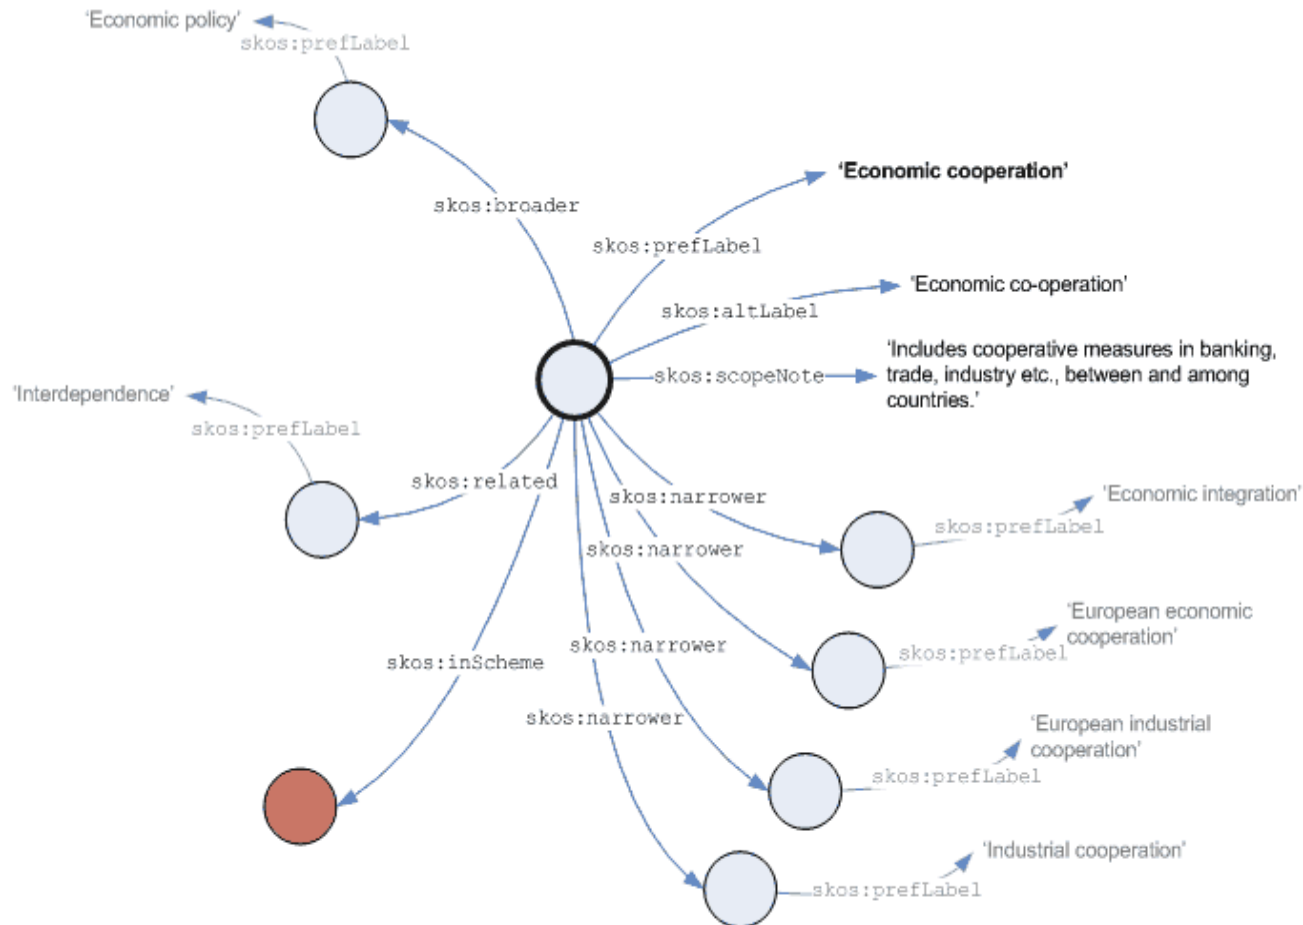 ‘Economic policy’
skos:prefLabel
‘Economic cooperation’
skos:broader
skos:prefLabel
‘Economic co-operation’
skos:altLabel
‘Includes cooperative measures in banking,
trade, industry etc., between and among
countries.’
skos:scopeNote
‘Interdependence’
skos:prefLabel
skos:related
skos:narrower
‘Economic integration’
skos:prefLabel
skos:narrower
‘European economic
cooperation’
skos:prefLabel
skos:narrower
skos:inScheme
skos:narrower
‘European industrial
cooperation’
skos:prefLabel
‘Industrial cooperation’
skos:prefLabel